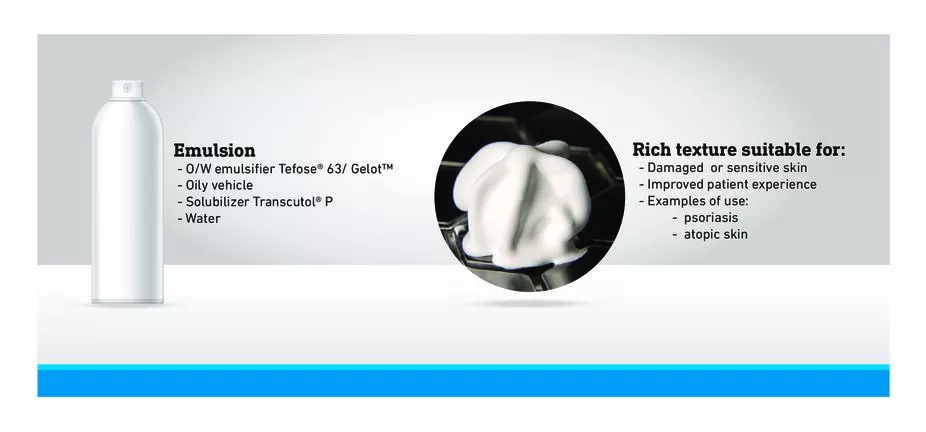 Emulsion
- O/W emulsifier Tefose® 63/ Gelot™
- Oily vehicle
- Solubilizer Transcutol® P
- Water
Rich texture suitable for:
- Damaged or sensitive skin
- Improved patient experience
- Examples of use:
- psoriasis
- atopic skin